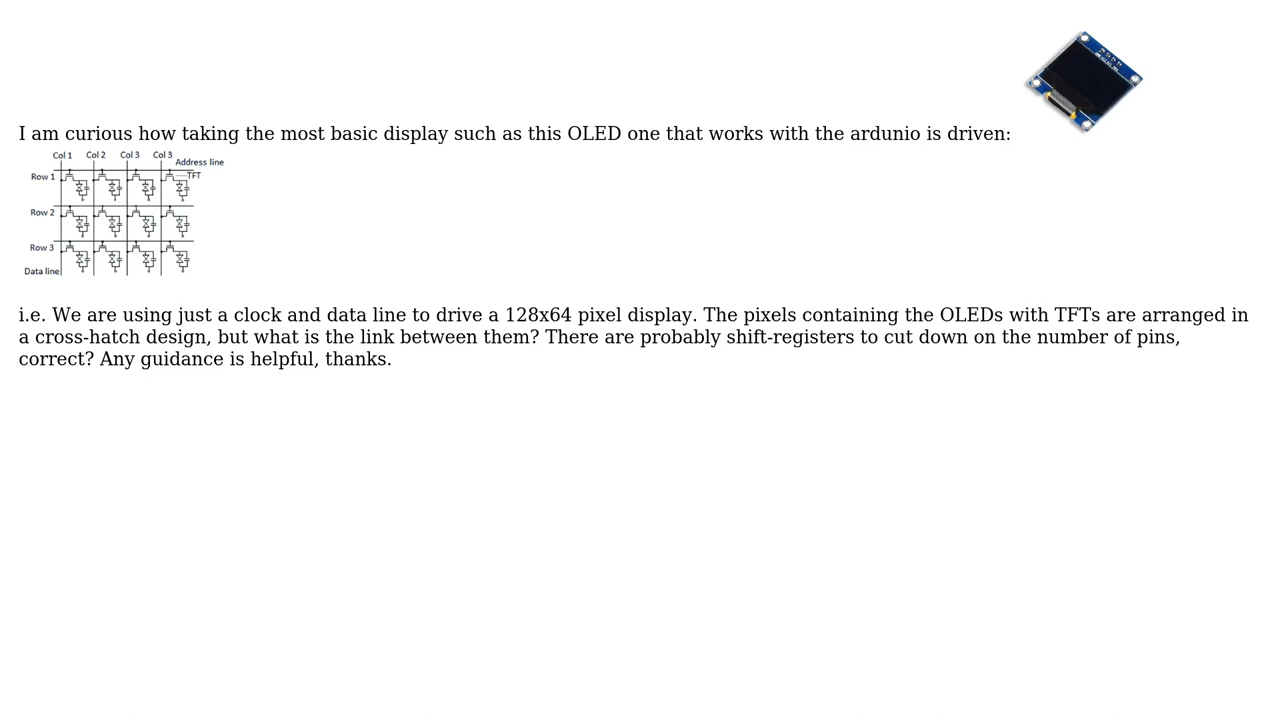 I am curious how taking the most basic display such as this OLED one that works with the ardunio is driven:
Col 1 Col 2 Col 3 Col 3
Address line
Row 1
TFT
Row 2
Row 3
Data line
i.e. We are using just a clock and data line to drive a 128x64 pixel display. The pixels containing the OLEDs with TFTs are arranged in
a cross-hatch design, but what is the link between them? There are probably shift-registers to cut down on the number of pins,
correct? Any guidance is helpful, thanks.